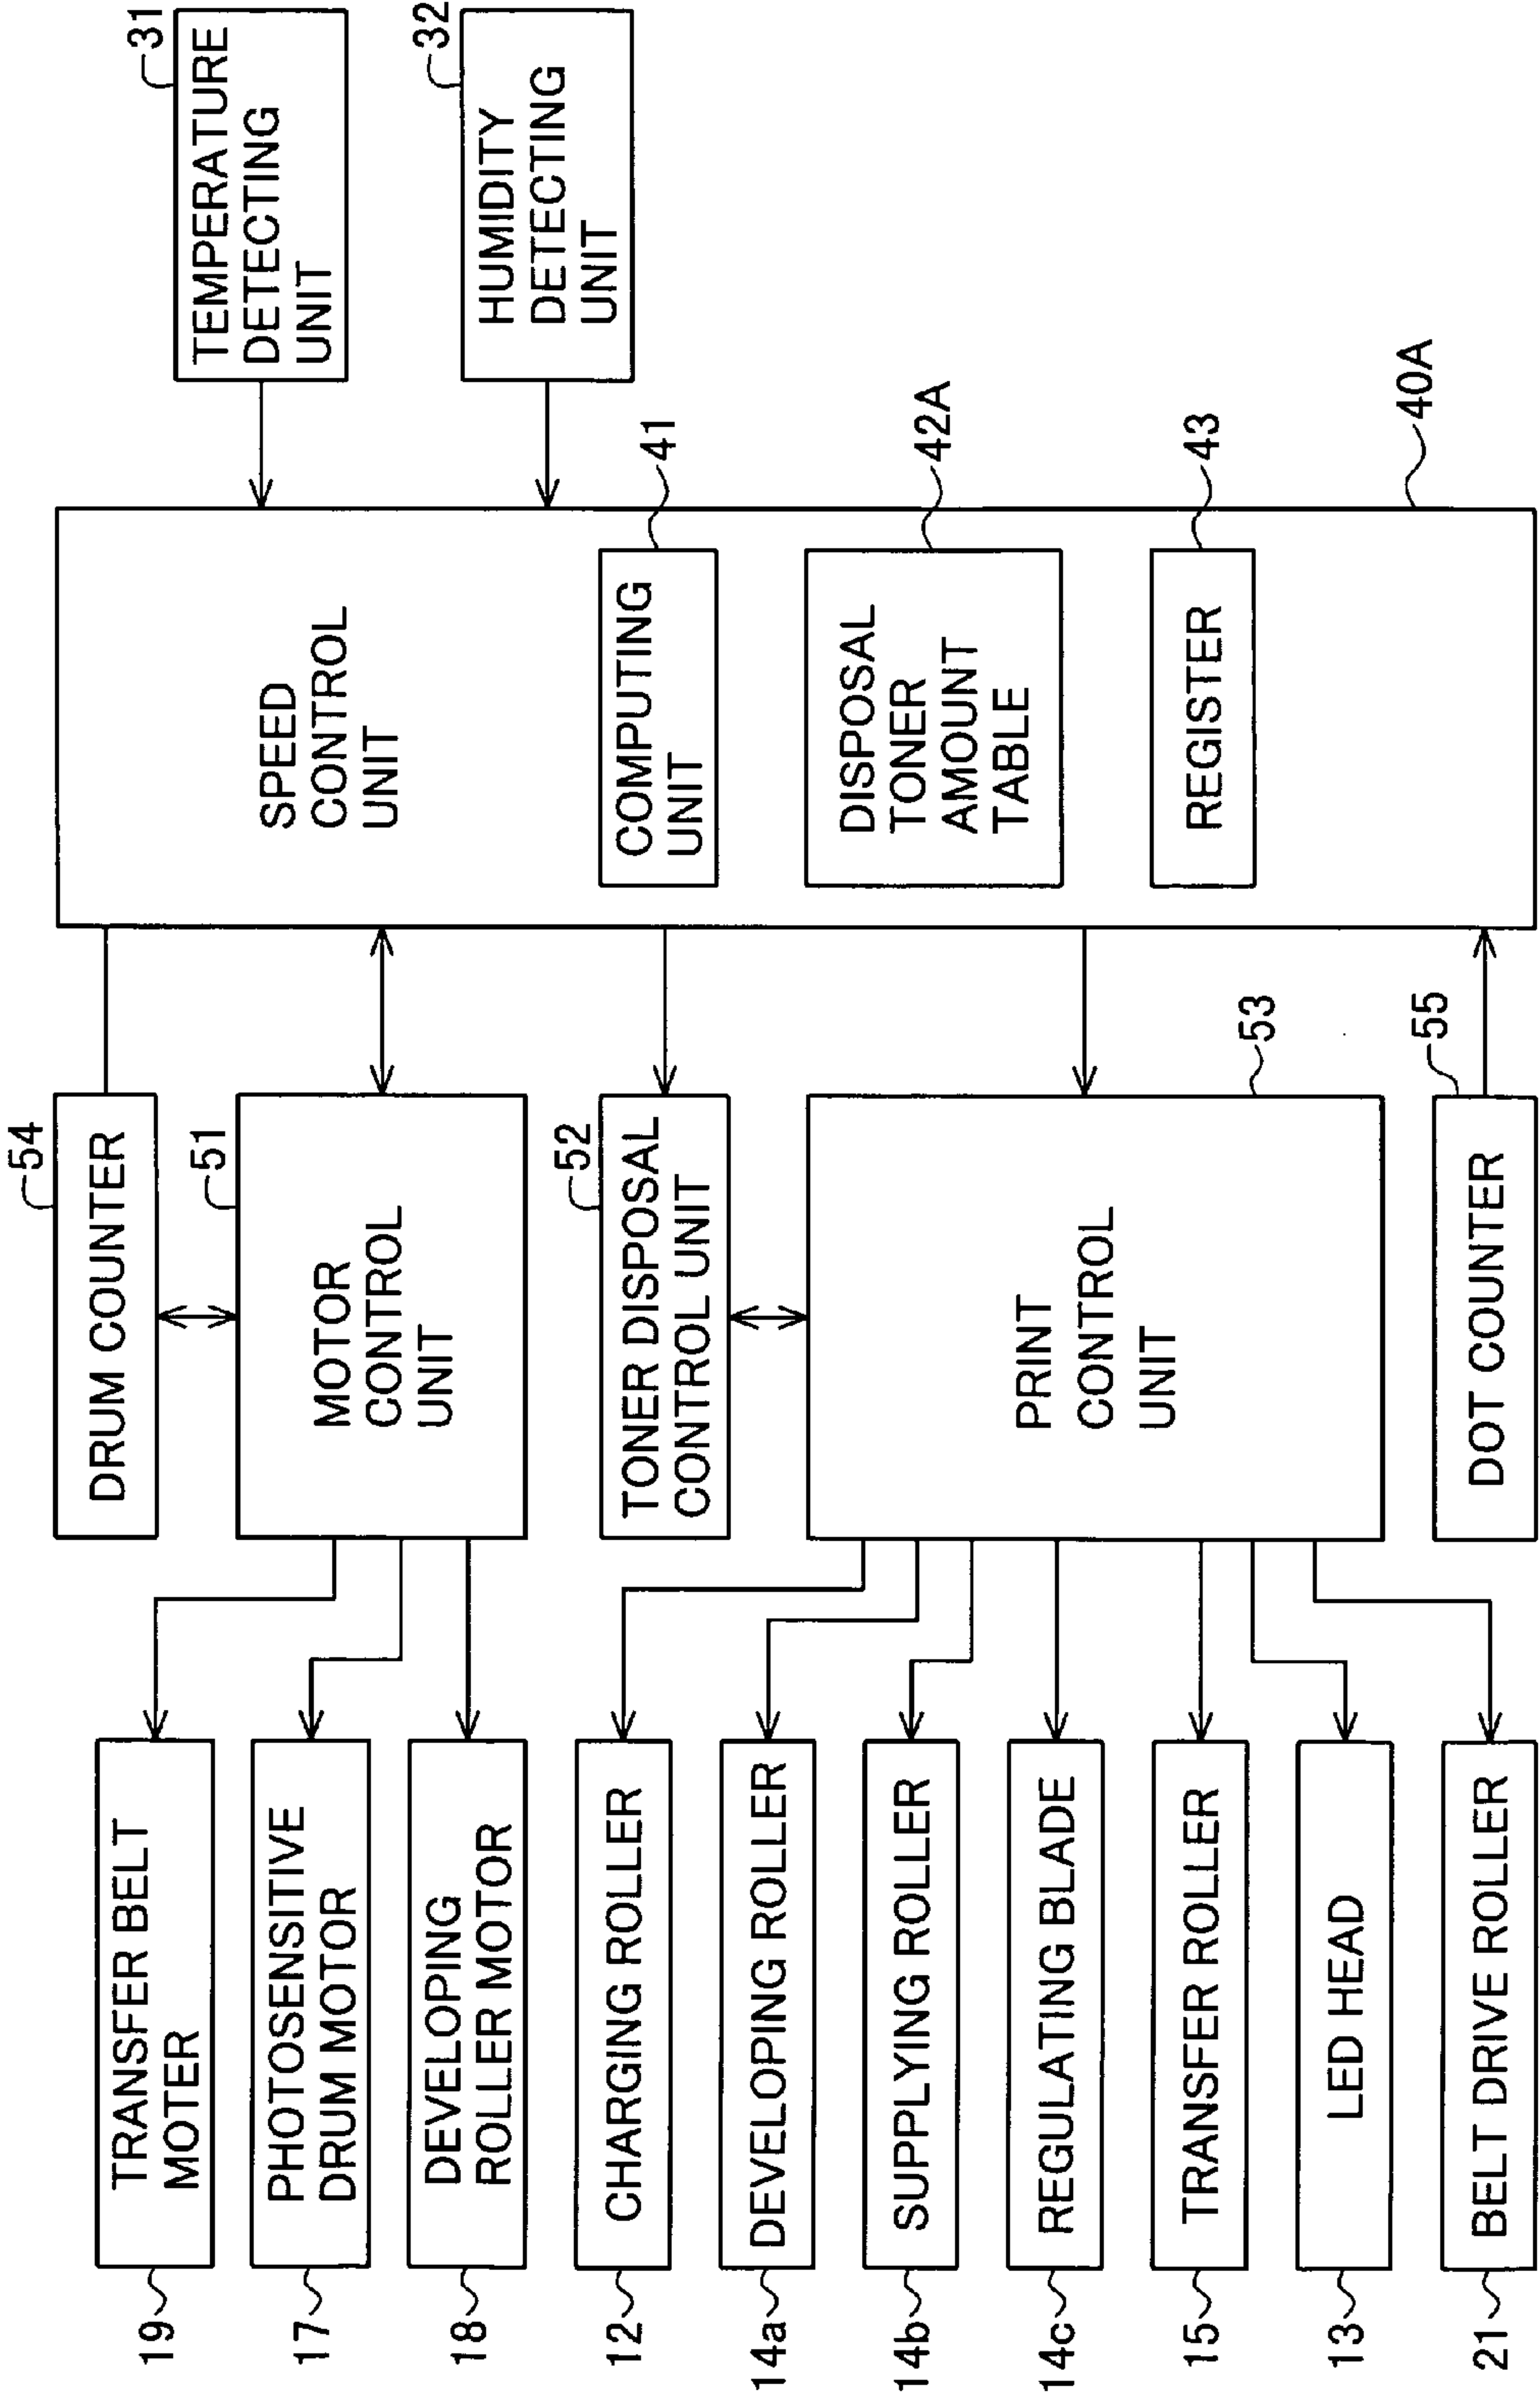 TEMPERATURE
DETECTING
UNIT
31
HUMIDITY
DETECTING
UNIT
32
SPEED
CONTROL
UNIT
COMPUTING
UNIT
41
DISPOSAL
TONER
AMOUNT
TABLE
42A
REGISTER
43
40A
54
DRUM COUNTER
51
MOTOR
CONTROL
UNIT
52
TONER DISPOSAL
CONTROL UNIT
PRINT
CONTROL
UNIT
53
DOT COUNTER
55
19
TRANSFER BELT
MOTER
17
PHOTOSENSITIVE
DRUM MOTOR
18
DEVELOPING
ROLLER MOTOR
12
CHARGING ROLLER
14a
DEVELOPING ROLLER
14b
SUPPLYING ROLLER
14c
REGULATING BLADE
15
TRANSFER ROLLER
13
LED HEAD
21
BELT DRIVE ROLLER